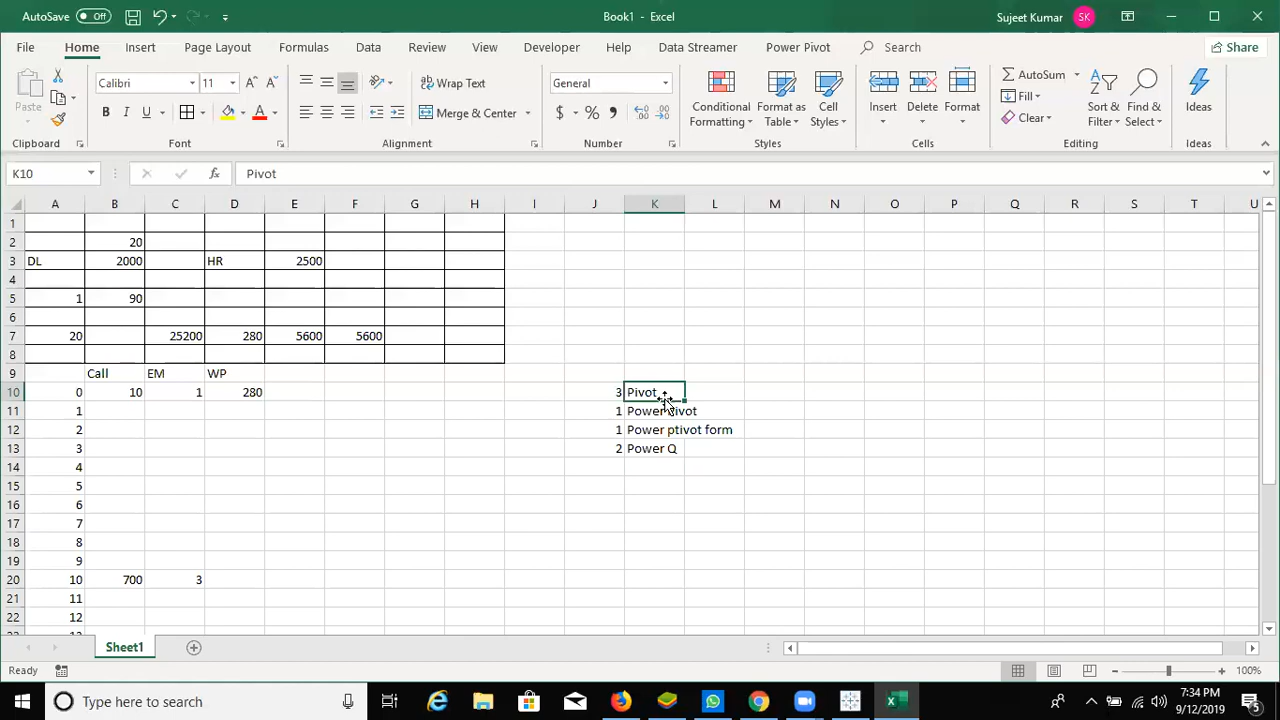 AutoSave Off Book1 - Excel Sujeet Kumar SK
File Home Insert Page Layout Formulas Data Review View Developer Help Data Streamer Power Pivot Search Share
Paste Calibri 11 Wrap Text General AutoSum
B I U Merge & Center $ % Conditional Formatting Format as Table Cell Styles Insert Delete Format Fill Clear Sort & Filter Find & Select Ideas
Clipboard Font Alignment Number Styles Cells Editing Ideas
K10 fx Pivot
A B C D E F G H I J K L M N O P Q R S T U
1
2 20
3 DL 2000 HR 2500
4
5 1 90
6
7 20 25200 280 5600 5600
8
9 Call EM WP
10 0 10 1 280 3 Pivot
11 1 1 Power Pivot
12 2 1 Power ptivot form
13 3 2 Power Q
14 4
15 5
16 6
17 7
18 8
19 9
20 10 700 3
21 11
22 12
Sheet1
Ready 100%
Type here to search 7:34 PM
9/12/2019 5